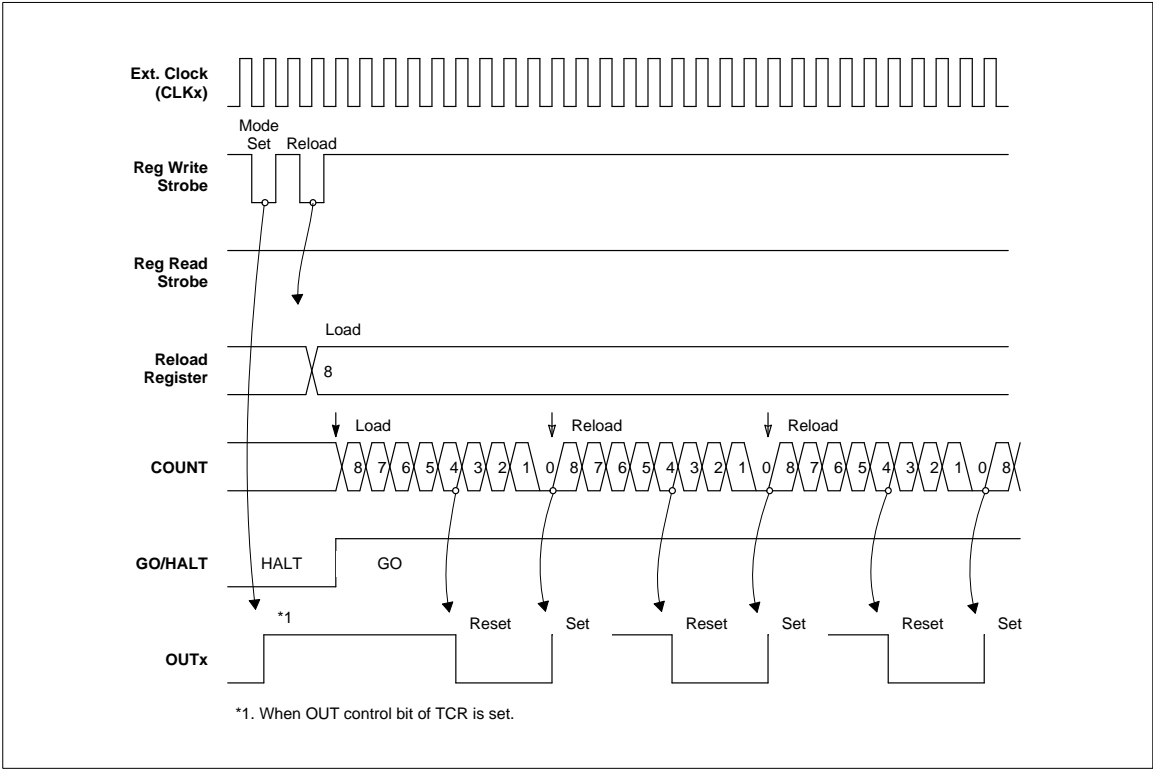 Ext. Clock
(CLKx)
Mode
Set Reload
Reg Write
Strobe
Reg Read
Strobe
Load
Reload
Register
8
Load Reload Reload
COUNT
8 7 6 5 4 3 2 1 0 8 7 6 5 4 3 2 1 0 8 7 6 5 4 3 2 1 0 8
GO/HALT HALT GO
*1 Reset Set Reset Set Reset Set
OUTx
*1. When OUT control bit of TCR is set.